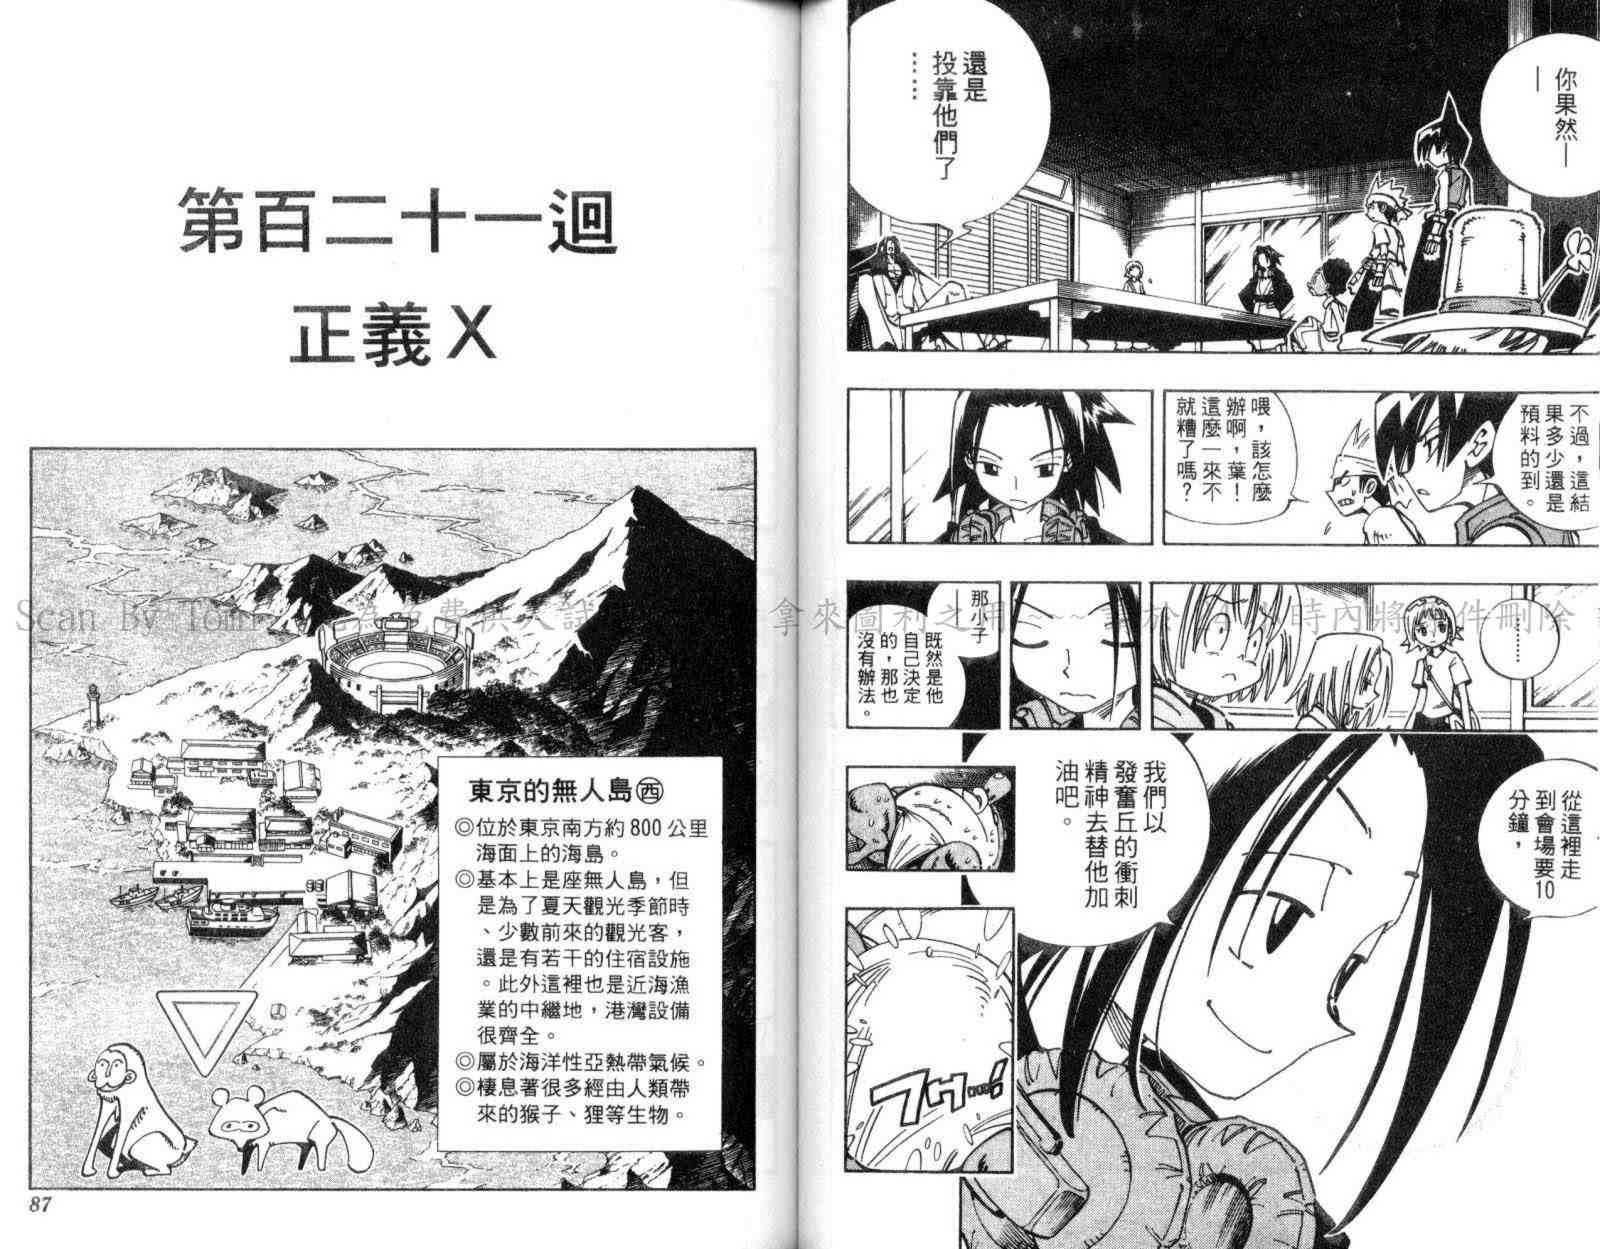 你果然—
—
還是
投靠他們了
……
不過，這結
果多少還是
預料的到。
喂，該怎麼
辦啊，葉！
這麼一來不
就糟了嗎？
……
—那小子
既然是他
自己決定
的，那也
沒有辦法。
從這裡走
到會場要10
分鐘，
我們以
發奮丘的衝刺
精神去替他加
油吧。
第百二十一迴
正義X
東京的無人島㊄
◎位於東京南方約800公里
海面上的海島。
◎基本上是座無人島，但
是為了夏天觀光季節時
、少數前來的觀光客，
還是有若干的住宿設施
。此外這裡也是近海漁
業的中繼地，港灣設備
很齊全。
◎屬於海洋性亞熱帶氣候。
◎棲息著很多經由人類帶
來的猴子、狸等生物。
87
Scan By Tom